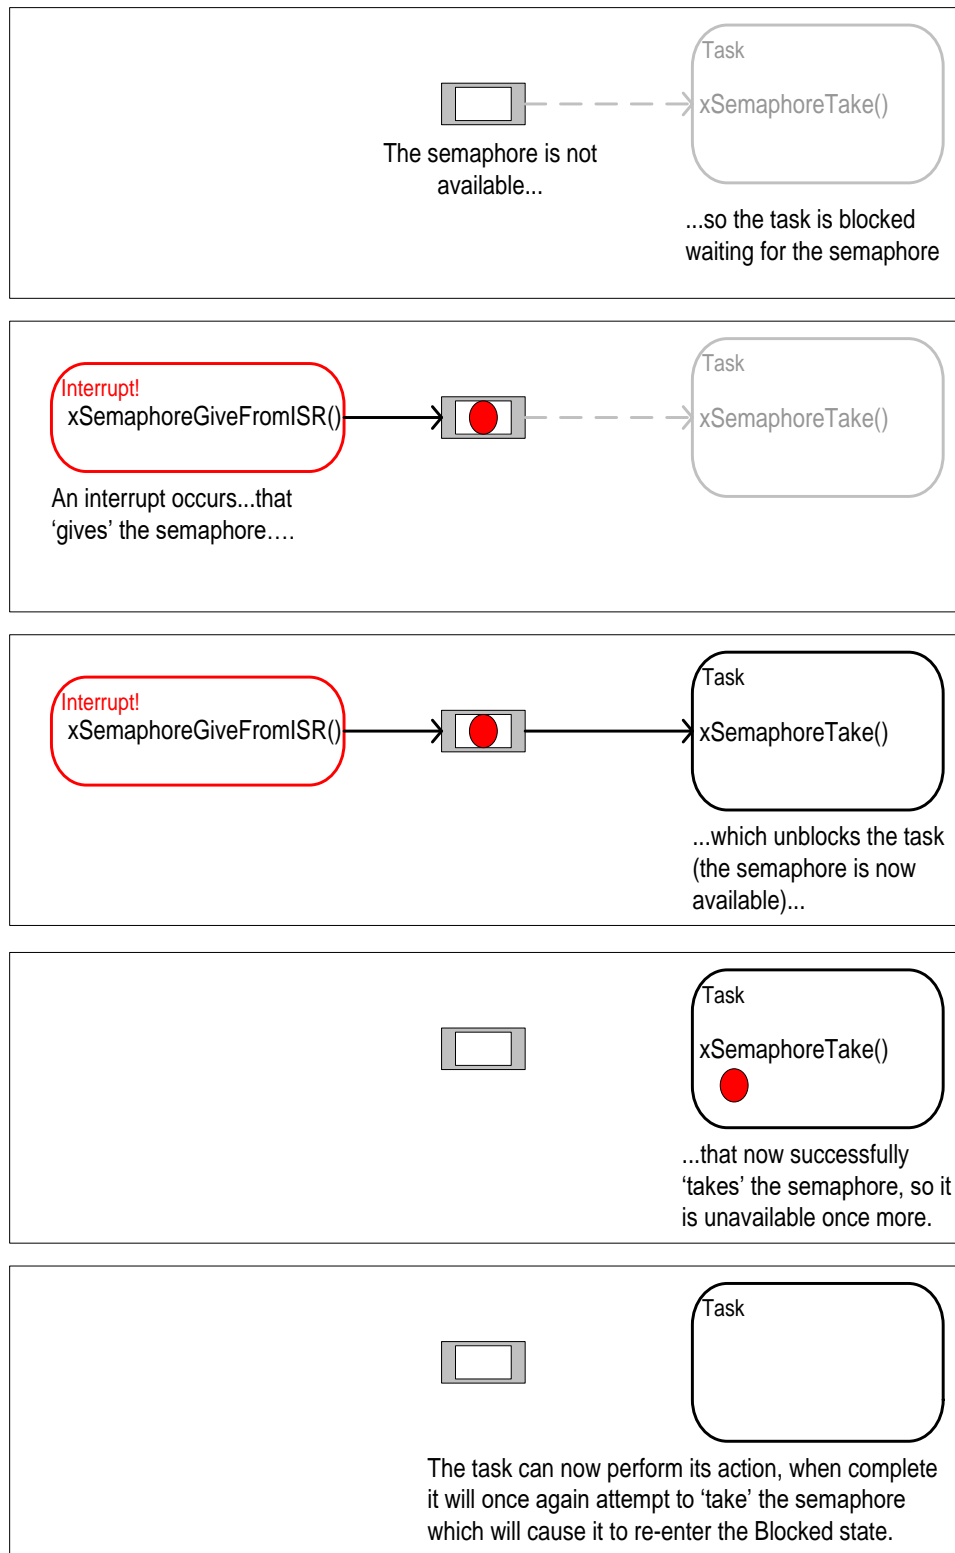 Task
xSemaphoreTake()
The semaphore is not
available...
...so the task is blocked
waiting for the semaphore
Interrupt!
xSemaphoreGiveFromISR()
Task
xSemaphoreTake()
An interrupt occurs...that
‘gives’ the semaphore….
Interrupt!
xSemaphoreGiveFromISR()
Task
xSemaphoreTake()
...which unblocks the task
(the semaphore is now
available)...
Task
xSemaphoreTake()
...that now successfully
‘takes’ the semaphore, so it
is unavailable once more.
Task
The task can now perform its action, when complete
it will once again attempt to ‘take’ the semaphore
which will cause it to re-enter the Blocked state.